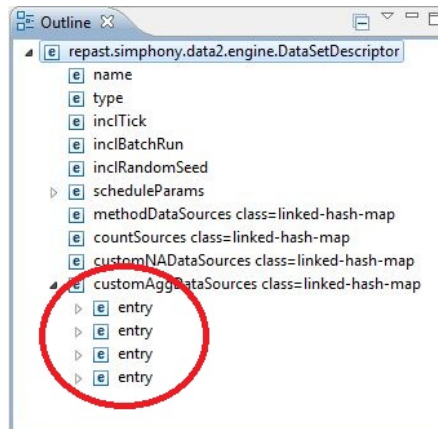 Outline
e repast.simphony.data2.engine.DataSetDescriptor
e name
e type
e inclTick
e inclBatchRun
e inclRandomSeed
e scheduleParams
e methodDataSources class=linked-hash-map
e countSources class=linked-hash-map
e customNADataSources class=linked-hash-map
e customAggDataSources class=linked-hash-map
e entry
e entry
e entry
e entry